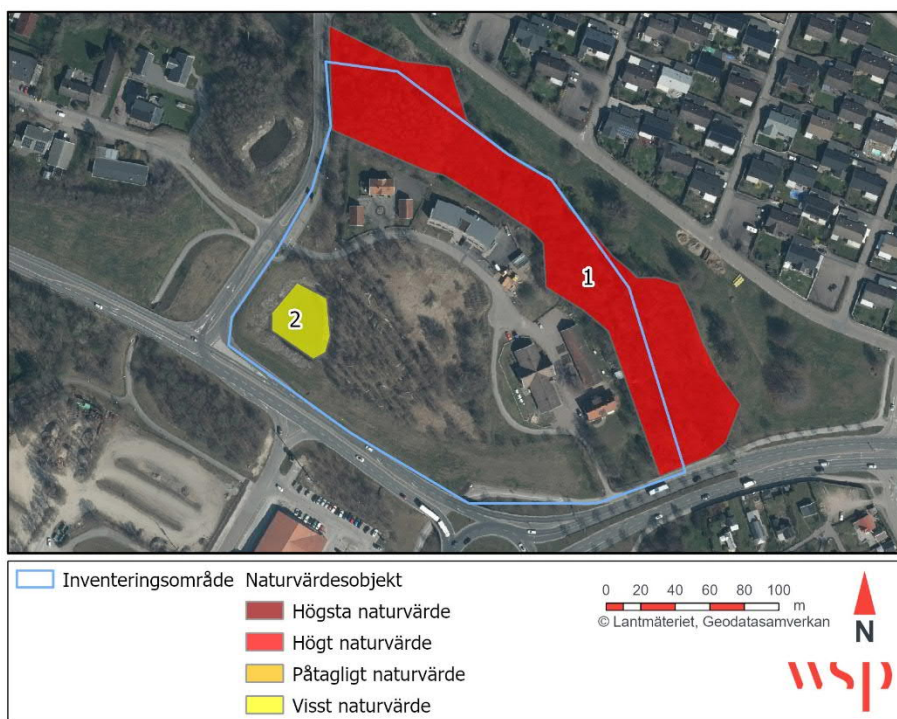 1
2
Inventeringsområde Naturvärdesobjekt
Högsta naturvärde
Högt naturvärde
Påtagligt naturvärde
Visst naturvärde
0 20 40 60 80 100
m
© Lantmäteriet, Geodatasamverkan
N
wsp